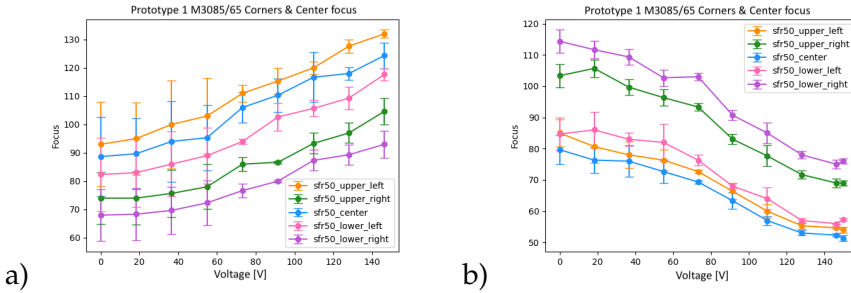 a)
Prototype 1 M3085/65 Corners & Center focus
Focus
130
120
110
100
90
80
70
60
sfr50_upper_left
sfr50_upper_right
sfr50_center
sfr50_lower_left
sfr50_lower_right
0
20
40
60
80
100
120
140
Voltage [V]
b)
Prototype 1 M3085/65 Corners & Center focus
Focus
120
110
100
90
80
70
60
50
sfr50_upper_left
sfr50_upper_right
sfr50_center
sfr50_lower_left
sfr50_lower_right
0
20
40
60
80
100
120
140
Voltage [V]